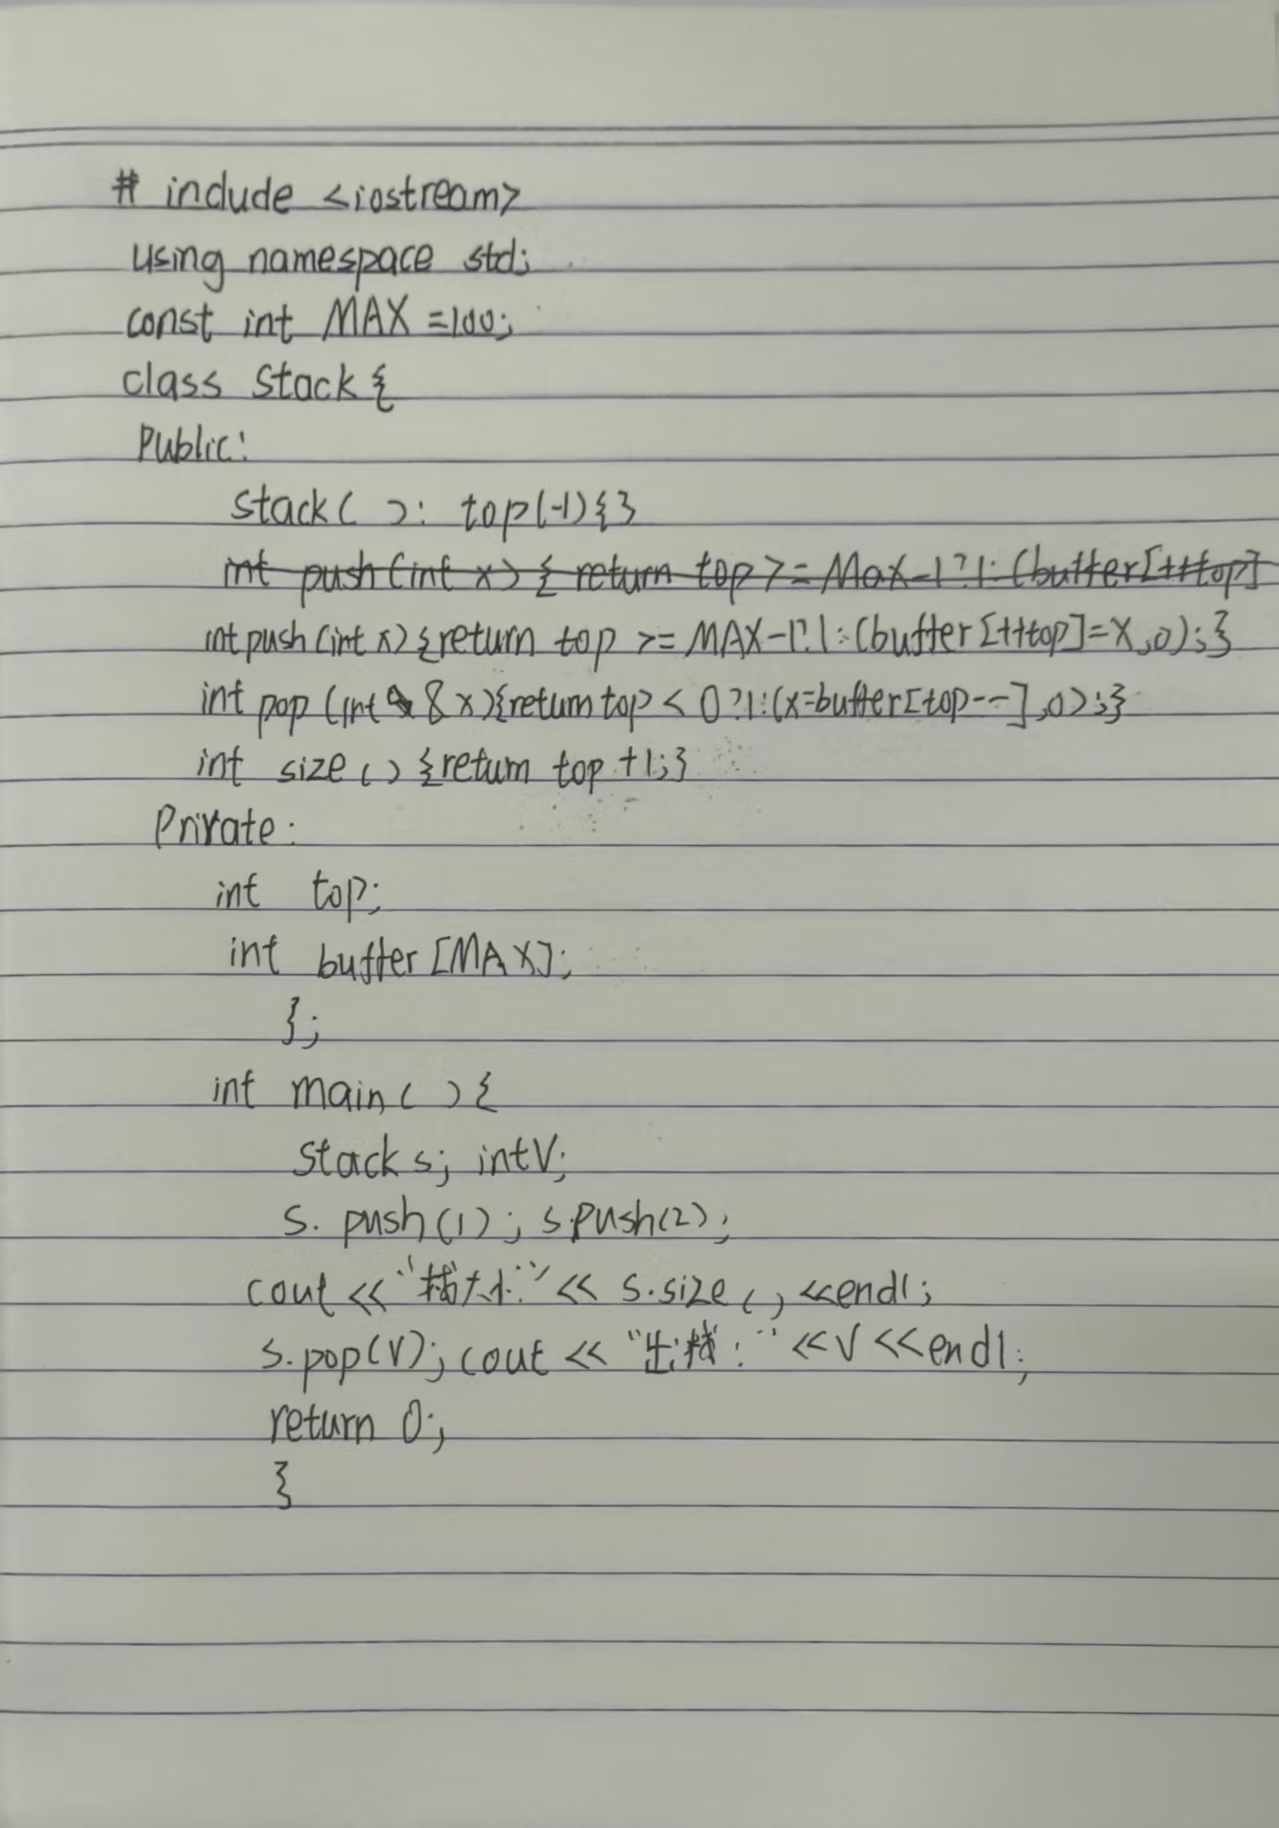 # include <iostream>
using namespace std;
const int MAX =100;
class Stack {
Public:
Stack( ): top(-1){}
int push(int x) { return top >= Max-1?1:(buffer[++top]
int push(int x) {return top >= MAX-1?1:(buffer[++top]=x,0);}
int pop (int & x){return top < 0?1:(x=buffer[top--],0);}
int size() {return top +1;}
Private:
int top;
int buffer [MAX];
};
int main( ){
Stack s; int V;
s. push(1); s.push(2);
cout << "栈大小:" << s.size() <<endl;
s.pop(V); cout << "出栈:" <<V <<endl;
return 0;
}